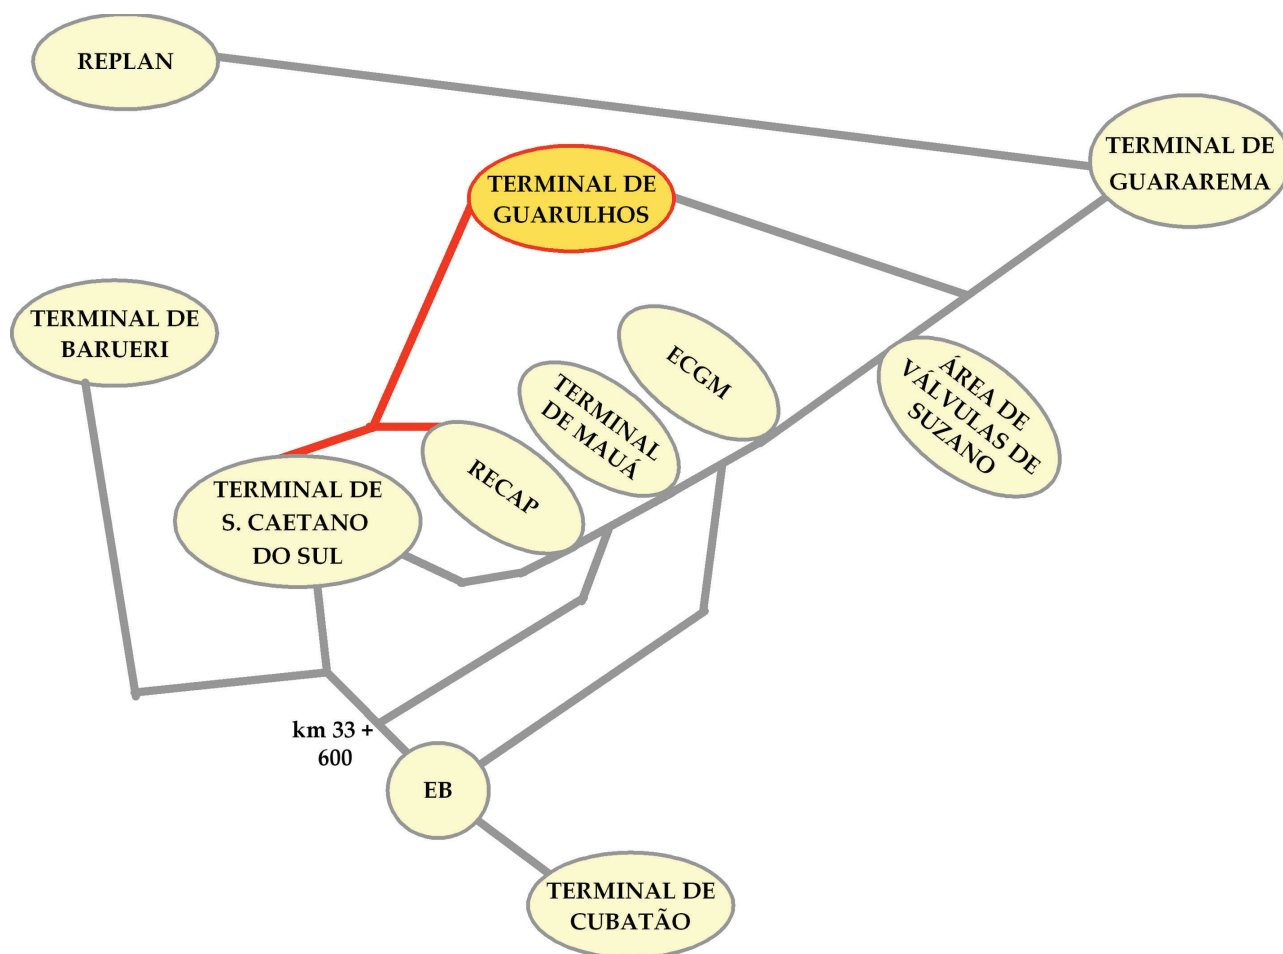 REPLAN
TERMINAL DE
GUARAREMA
TERMINAL DE
GUARULHOS
TERMINAL DE
BARUERI
ECGM
ÁREA DE
VÁLVULAS DE
SUZANO
TERMINAL
DE MAUÁ
RECAP
TERMINAL DE
S. CAETANO
DO SUL
km 33 +
600
EB
TERMINAL DE
CUBATÃO